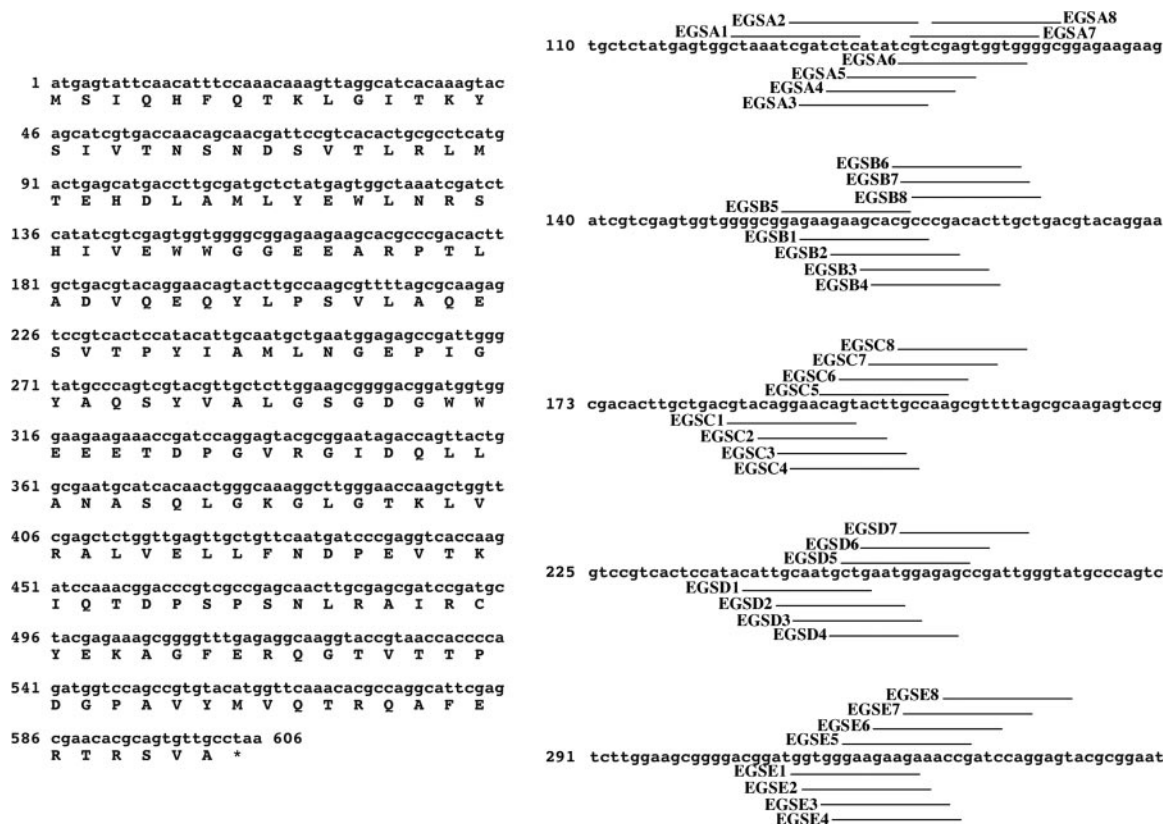 1 atgagtattcaacatttccaaacaaagttaggcatcacaaagtac
M S I Q H F Q T K L G I T K Y
46 agcatcgtgaccaacagcaacgattccgtcacactgcgcctcatg
S I V T N S N D S V T L R L M
91 actgagcatgaccttgcgatgctctatgagtggctaaatcgatct
T E H D L A M L Y E W L N R S
136 catatcgtcgagtggtggggcggagaagaagcacgcccgacactt
H I V E W W G G E E A R P T L
181 gctgacgtacaggaacagtacttgccaagcgttttagcgcaagag
A D V Q E Q Y L P S V L A Q E
226 tccgtcactccatacattgcaatgctgaatggagagccgattggg
S V T P Y I A M L N G E P I G
271 tatgcccagtcgtacgttgctcttggaagcggggacggatggtgg
Y A Q S Y V A L G S G D G W W
316 gaagaagaaaccgatccaggagtacgcggaatagaccagttactg
E E E T D P G V R G I D Q L L
361 gcgaatgcatcacaactgggcaaaggcttgggaaccaagctggtt
A N A S Q L G K G L G T K L V
406 cgagctctggttgagttgctgttcaatgatcccgaggtcaccaag
R A L V E L L F N D P E V T K
451 atccaaacggacccgtcgccgagcaacttgcgagcgatccgatgc
I Q T D P S P S N L R A I R C
496 tacgagaaagcggggtttgagaggcaaggtaccgtaaccacccca
Y E K A G F E R Q G T V T T P
541 gatggtccagccgtgtacatggttcaaacacgccaggcattcgag
D G P A V Y M V Q T R Q A F E
586 cgaacacgcagtgttgcctaa 606
R T R S V A *
EGSA2 EGSA8
EGSA1 EGSA7
110 tgctctatgagtggctaaatcgatctcatatcgtcgagtggtggggcggagaagaag
EGSA6
EGSA5
EGSA4
EGSA3
EGSB6
EGSB7
EGSB8
EGSB5
140 atcgtcgagtggtggggcggagaagaagcacgcccgacacttgctgacgtacaggaa
EGSB1
EGSB2
EGSB3
EGSB4
EGSC8
EGSC7
EGSC6
EGSC5
173 cgacacttgctgacgtacaggaacagtacttgccaagcgttttagcgcaagagtccg
EGSC1
EGSC2
EGSC3
EGSC4
EGSD7
EGSD6
EGSD5
225 gtccgtcactccatacattgcaatgctgaatggagagccgattgggtatgcccagtc
EGSD1
EGSD2
EGSD3
EGSD4
EGSE8
EGSE7
EGSE6
EGSE5
291 tcttggaagcggggacggatggtgggaagaagaaaccgatccaggagtacgcggaat
EGSE1
EGSE2
EGSE3
EGSE4